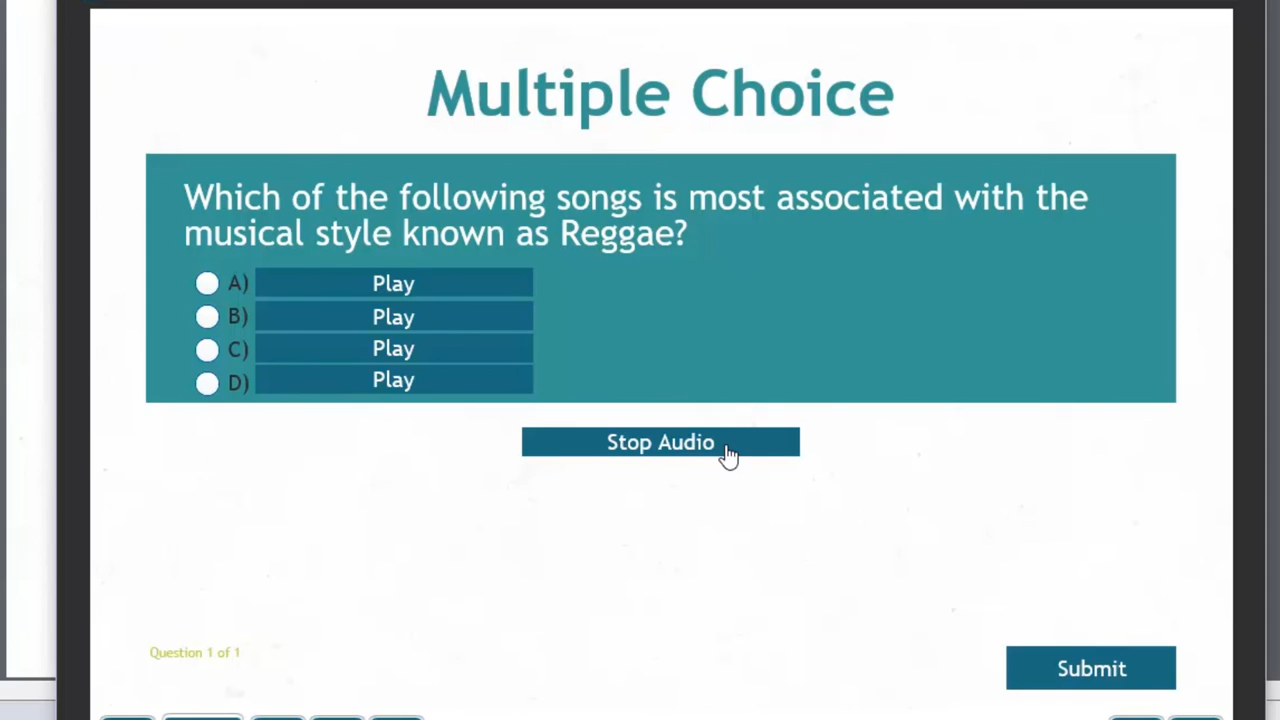 Multiple Choice
Which of the following songs is most associated with the
musical style known as Reggae?
A) Play
B) Play
C) Play
D) Play
Stop Audio
Question 1 of 1
Submit